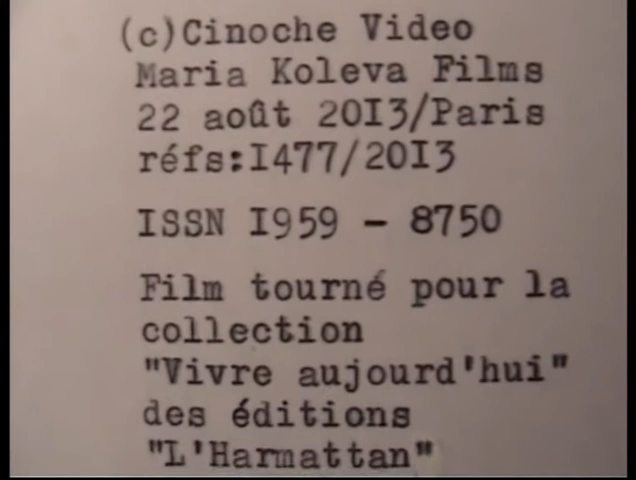 (c)Cinoche Video
Maria Koleva Films
22 août 20I3/Paris
réfs:I477/20I3
ISSN I959 - 8750
Film tourné pour la
collection
"Vivre aujourd'hui"
des éditions
"L'Harmattan"